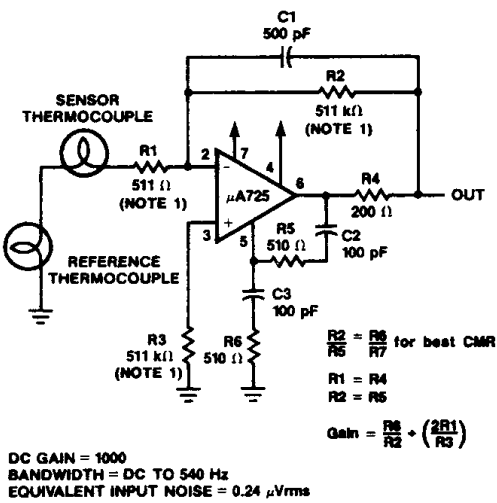 C1
500 pF
R2
511 kΩ
(NOTE 1)
SENSOR
THERMOCOUPLE
R1
511 Ω
(NOTE 1)
2
-
7
4
μA725
6
R4
200 Ω
OUT
+
3
5
R5
510 Ω
C2
100 pF
REFERENCE
THERMOCOUPLE
C3
100 pF
R3
511 kΩ
(NOTE 1)
R6
510 Ω
R2/R5 = R6/R7 for best CMR
R1 = R4
R2 = R5
Gain = R6/R2 + (2R1/R3)
DC GAIN = 1000
BANDWIDTH = DC TO 540 Hz
EQUIVALENT INPUT NOISE = 0.24 μVrms